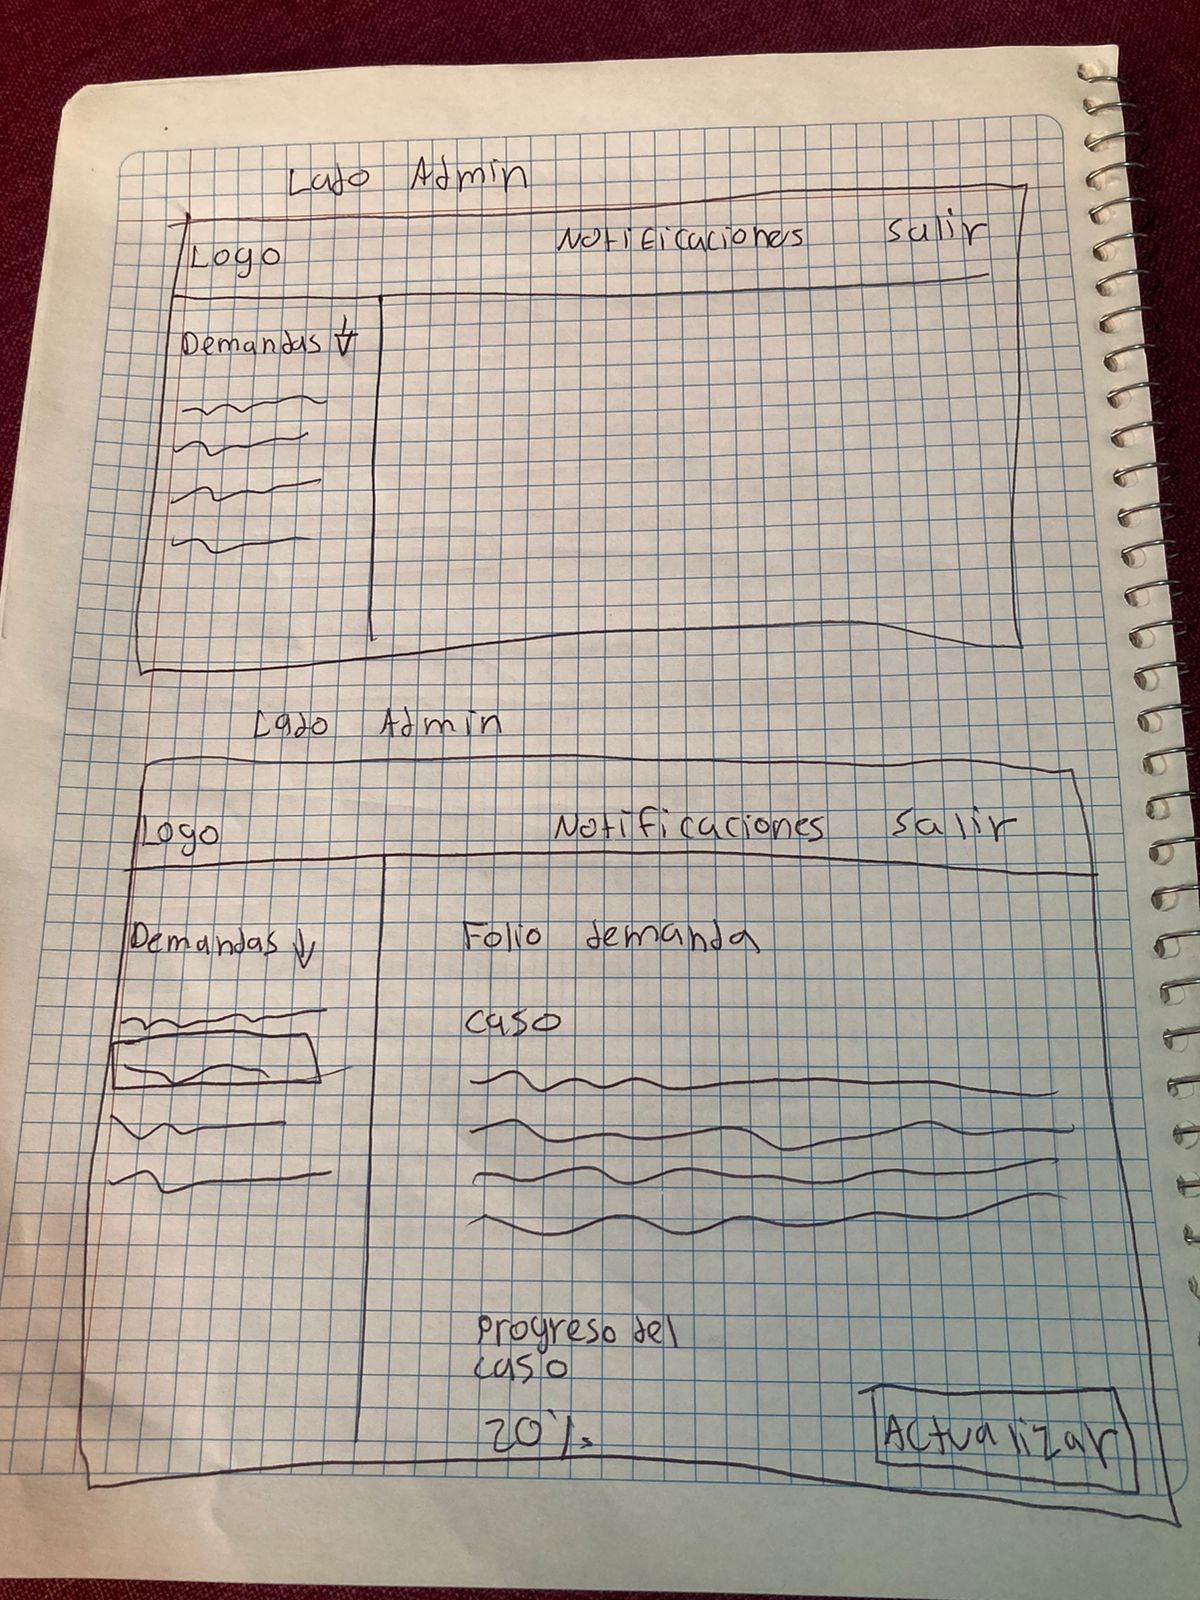 Lado Admin
Logo Notificaciones Salir
Demandas ↓
Lado Admin
Logo Notificaciones Salir
Demandas ↓ Folio demanda
caso
Progreso del
caso
20% Actualizar